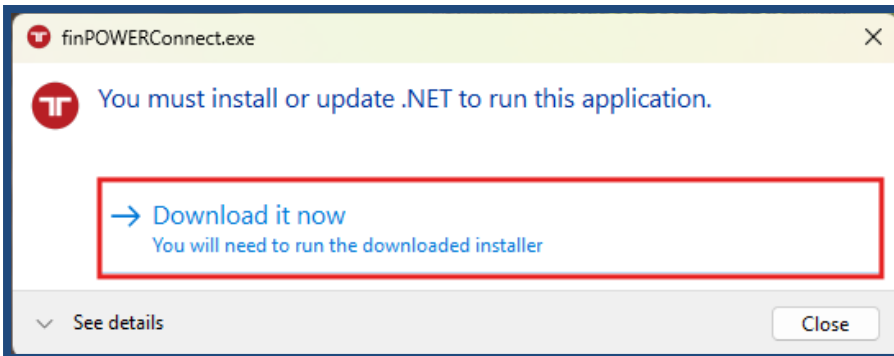 finPOWERConnect.exe
You must install or update .NET to run this application.
Download it now
You will need to run the downloaded installer
See details
Close